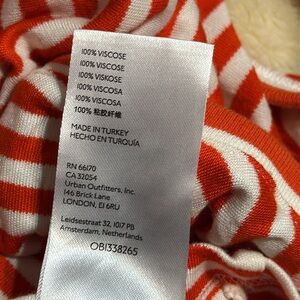 100% VISCOSE
100% VISCOSE
100% VISKOSE
100% VISCOSA
100% VISCOSA
100% 粘胶纤维
MADE IN TURKEY
HECHO EN TURQUÍA
RN 66170
CA 32054
Urban Outfitters, Inc.
146 Brick Lane
LONDON, E1 6RU
Leidsestraat 32, 1017 PB
Amsterdam, Netherlands
OB1338265